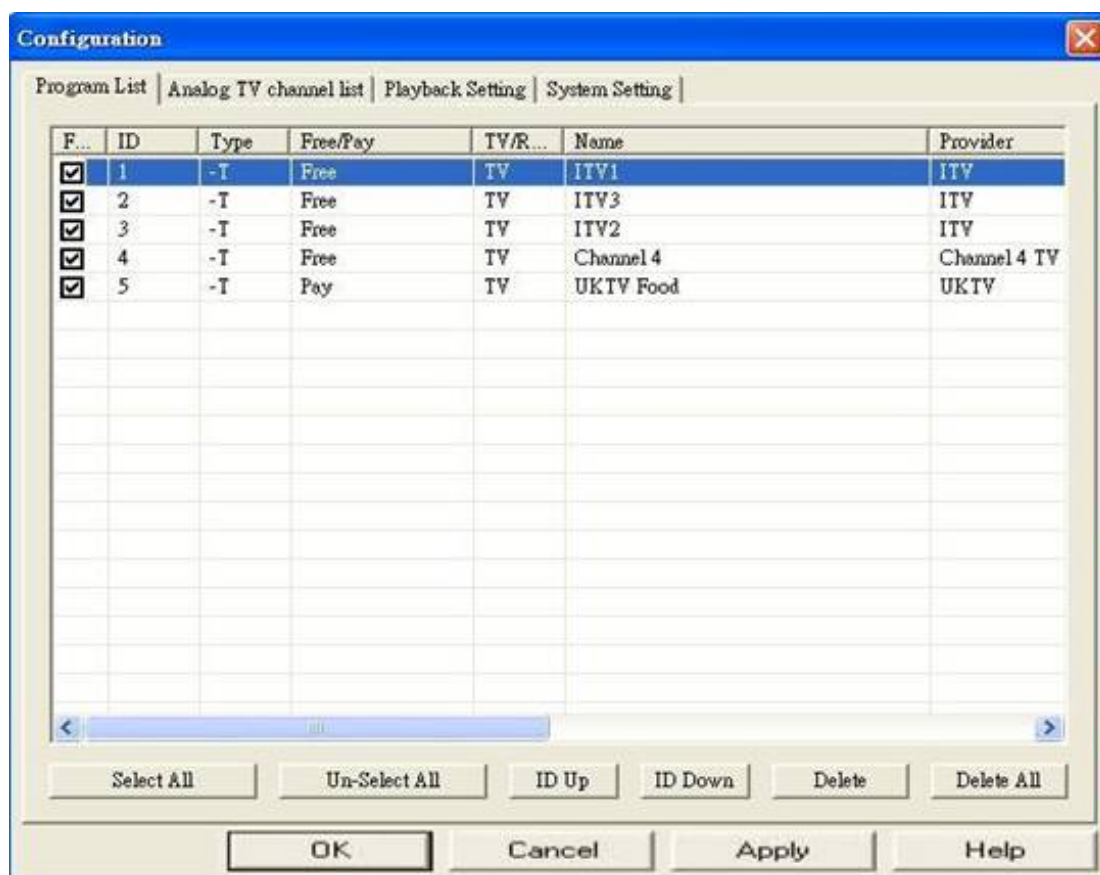 Configuration
Program List Analog TV channel list Playback Setting System Setting
F... ID Type Free/Pay TV/R... Name Provider
1 -T Free TV ITV1 ITV
2 -T Free TV ITV3 ITV
3 -T Free TV ITV2 ITV
4 -T Free TV Channel 4 Channel 4 TV
5 -T Pay TV UKTV Food UKTV
Select All Un-Select All ID Up ID Down Delete Delete All
OK Cancel Apply Help